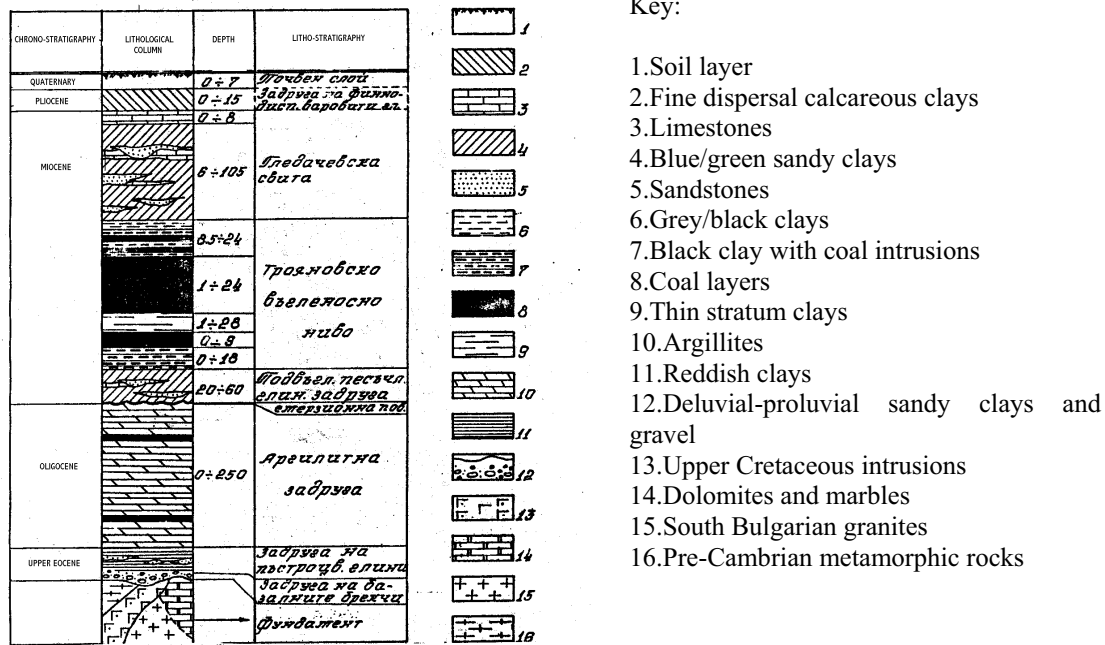 CHRONO-STRATIGRAPHY
LITHOLOGICAL
COLUMN
DEPTH
LITHO-STRATIGRAPHY
QUATERNARY
0÷7
Почвен слой
PLIOCENE
0÷15
Задруга на финно-
дисп. варовити гл.
0÷8
MIOCENE
6÷105
Гледачевска
свита
8.5÷24
1÷24
1÷28
0÷9
0÷18
Трояновско
въгленосно
ниво
20÷60
Подвъгл. песъчл.
глин. задруга
емерзионна пов.
OLIGOCENE
0÷250
Аргилитна
задруга
UPPER EOCENE
Задруга на
пъстроцв. глини
Задруга на ба-
залните брекчи
Фундамент
1
2
3
4
5
6
7
8
9
10
11
12
13
14
15
16
Key:
1.Soil layer
2.Fine dispersal calcareous clays
3.Limestones
4.Blue/green sandy clays
5.Sandstones
6.Grey/black clays
7.Black clay with coal intrusions
8.Coal layers
9.Thin stratum clays
10.Argillites
11.Reddish clays
12.Deluvial-proluvial sandy clays and
gravel
13.Upper Cretaceous intrusions
14.Dolomites and marbles
15.South Bulgarian granites
16.Pre-Cambrian metamorphic rocks